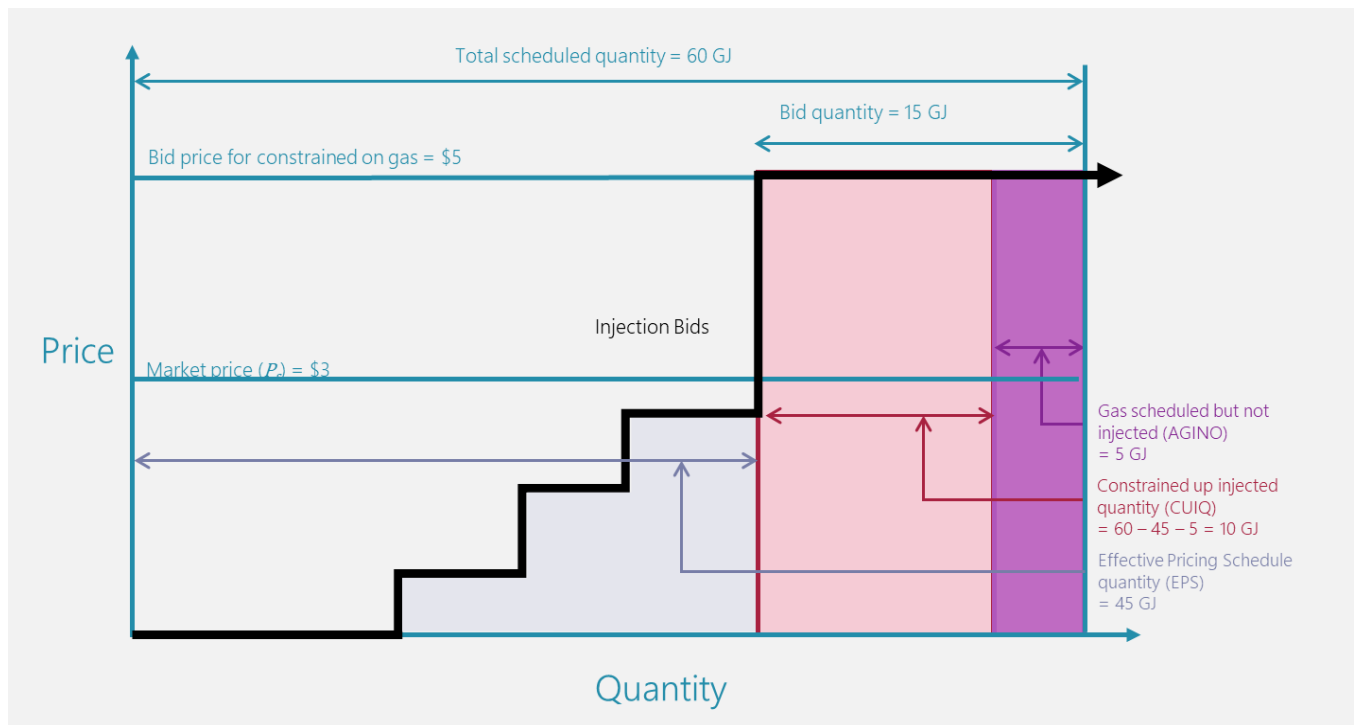 Total scheduled quantity = 60 GJ
Bid quantity = 15 GJ
Bid price for constrained on gas = $5
Injection Bids
Price
Market price (Pc) = $3
Gas scheduled but not
injected (AGINO)
= 5 GJ
Constrained up injected
quantity (CUIQ)
= 60 – 45 – 5 = 10 GJ
Effective Pricing Schedule
quantity (EPS)
= 45 GJ
Quantity